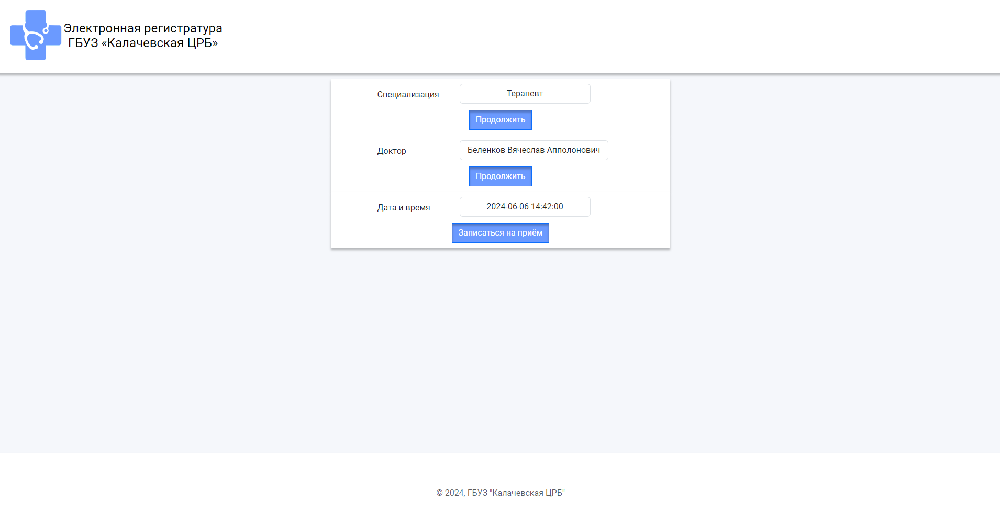 Электронная регистратура
ГБУЗ «Калачевская ЦРБ»
Специализация
Терапевт
Продолжить
Доктор
Беленков Вячеслав Апполонович
Продолжить
Дата и время
2024-06-06 14:42:00
Записаться на приём
© 2024, ГБУЗ "Калачевская ЦРБ"